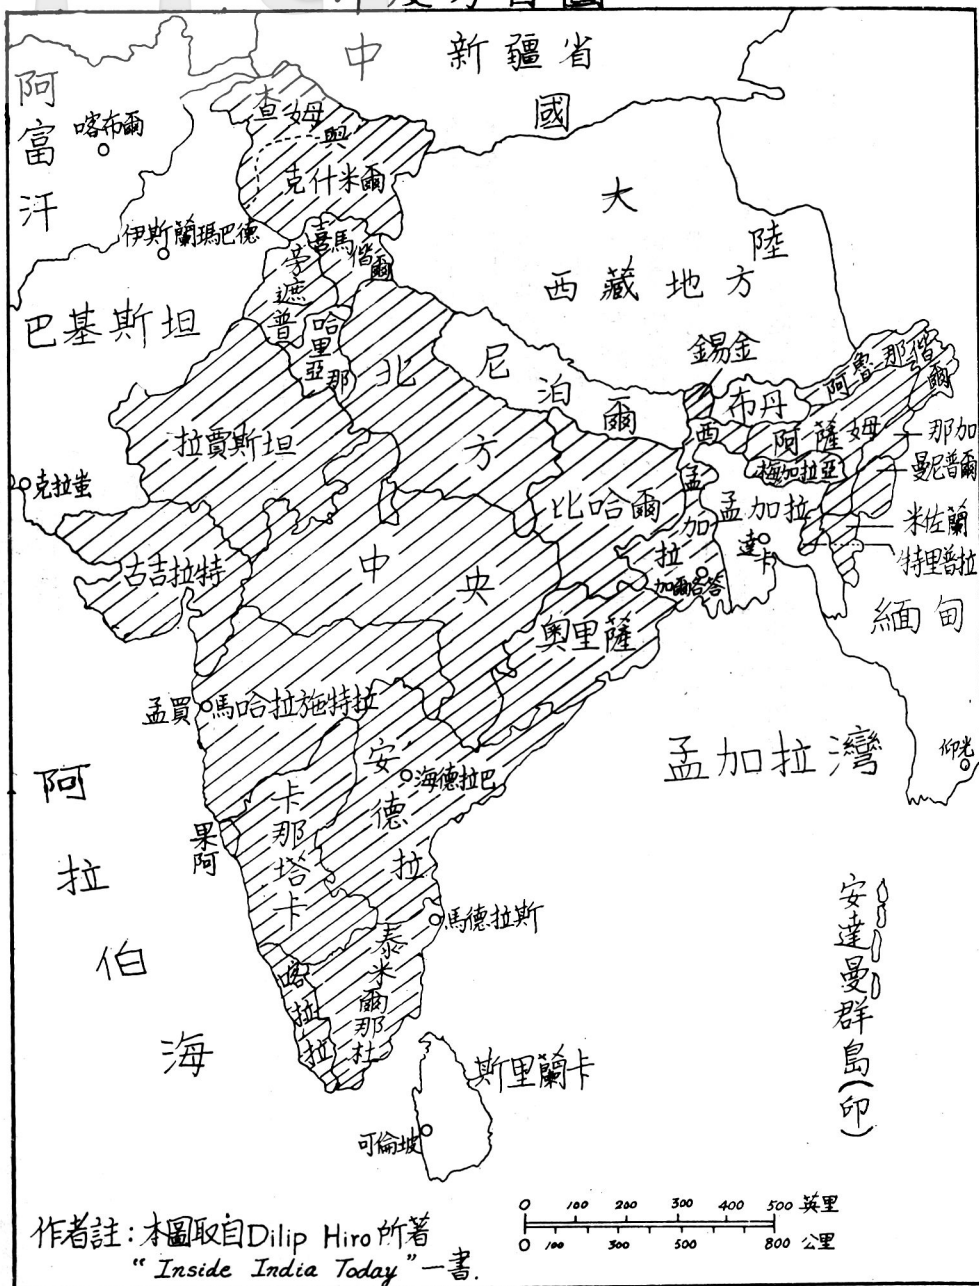 印度分省圖
中國大陸
新疆省
阿富汗
喀布爾
查姆與
克什米爾
伊斯蘭瑪巴德
喜馬偕爾
旁遮普
西藏地方
巴基斯坦
哈里亞那
錫金
尼泊爾
布丹
阿魯那偕爾
北方
拉賈斯坦
西孟加拉
阿薩姆
那加
梅加拉亞
曼尼普爾
克拉蚩
比哈爾
孟加拉
達卡
米佐蘭
特里普拉
古吉拉特
中央
加爾各答
緬甸
奧里薩
孟買
馬哈拉施特拉
孟加拉灣
仰光
安德拉
海德拉巴
阿拉伯海
卡那塔卡
果阿
馬德拉斯
安達曼群島(印)
泰米爾那杜
喀拉拉
斯里蘭卡
可倫坡
0 100 200 300 400 500 英里
0 100 300 500 800 公里
作者註:本圖取自Dilip Hiro所著
"Inside India Today"一書.